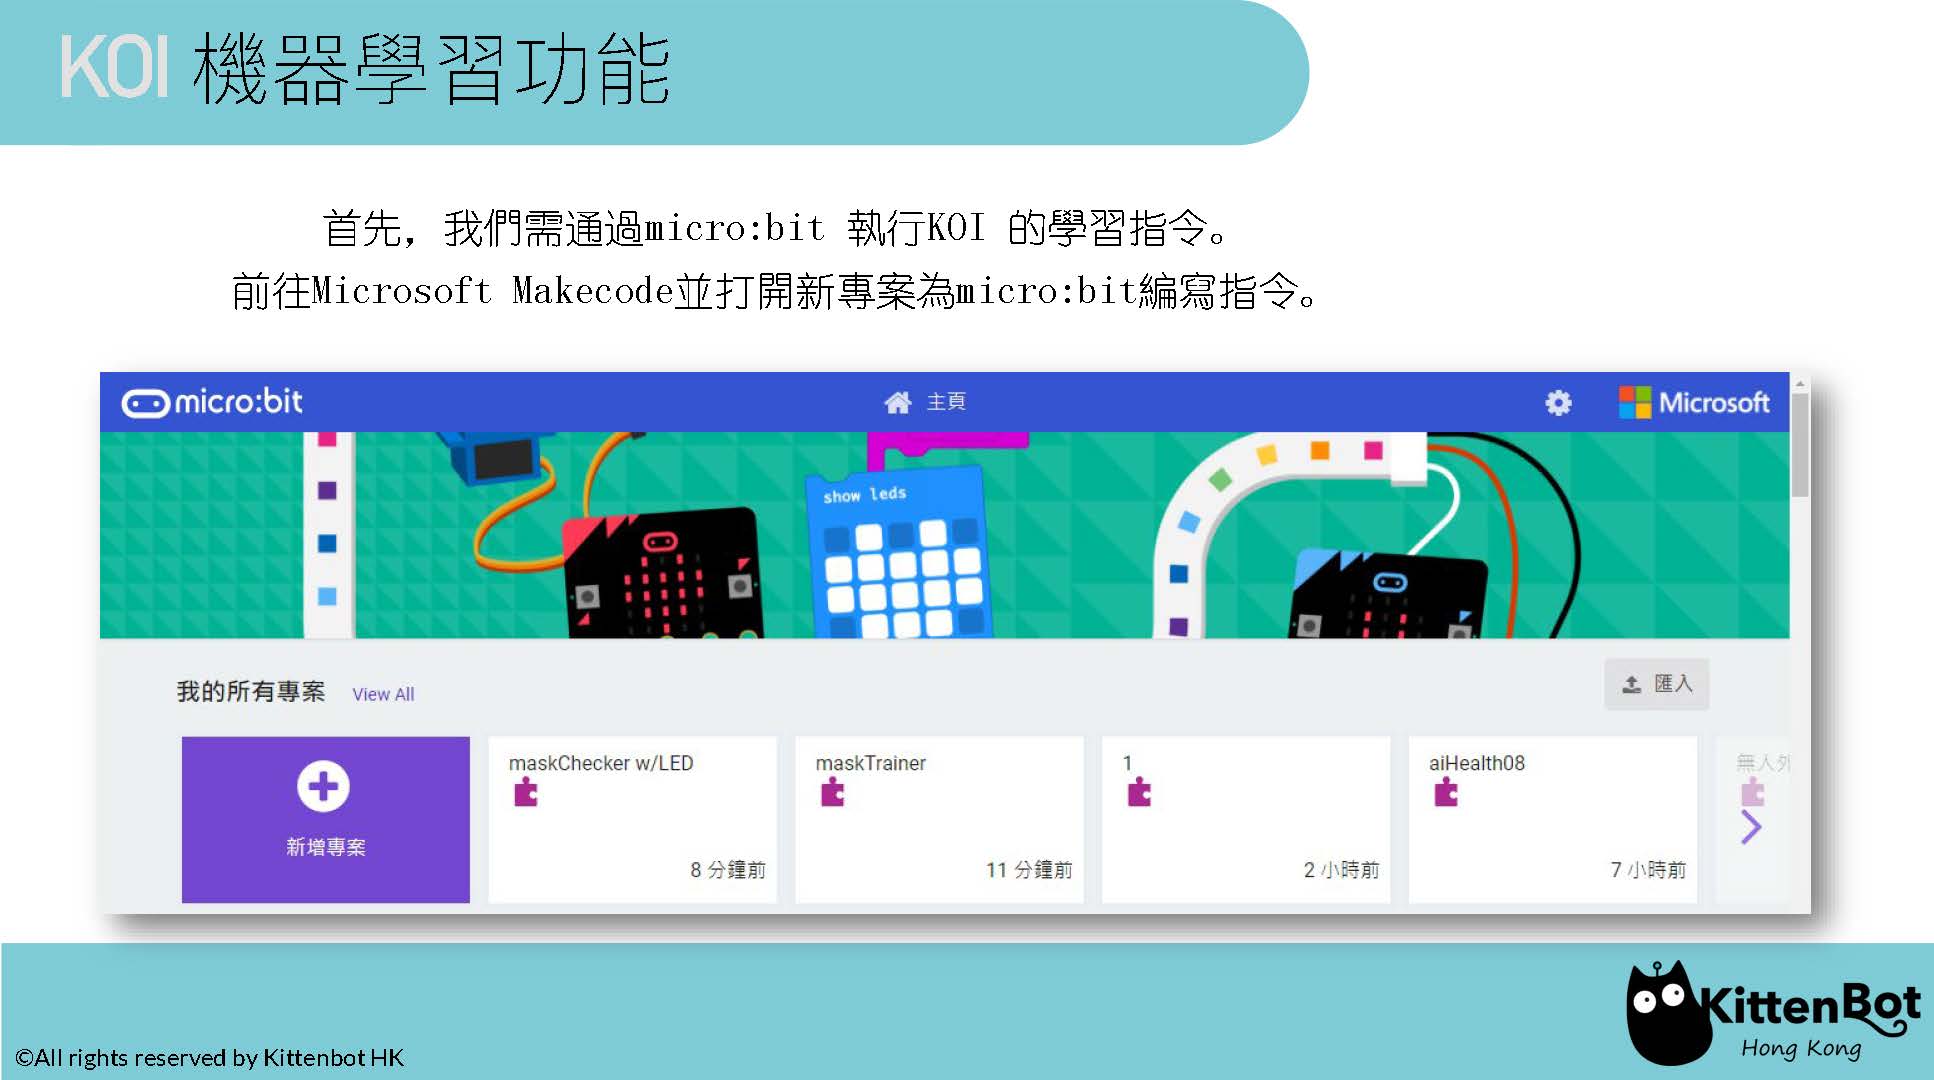 KOI 機器學習功能
首先，我們需通過micro:bit 執行KOI 的學習指令。
前往Microsoft Makecode並打開新專案為micro:bit編寫指令。
micro:bit
主頁
Microsoft
show leds
我的所有專案 View All
匯入
新增專案
maskChecker w/LED
8 分鐘前
maskTrainer
11 分鐘前
1
2 小時前
aiHealth08
7 小時前
無人外
KittenBot
Hong Kong
©All rights reserved by Kittenbot HK